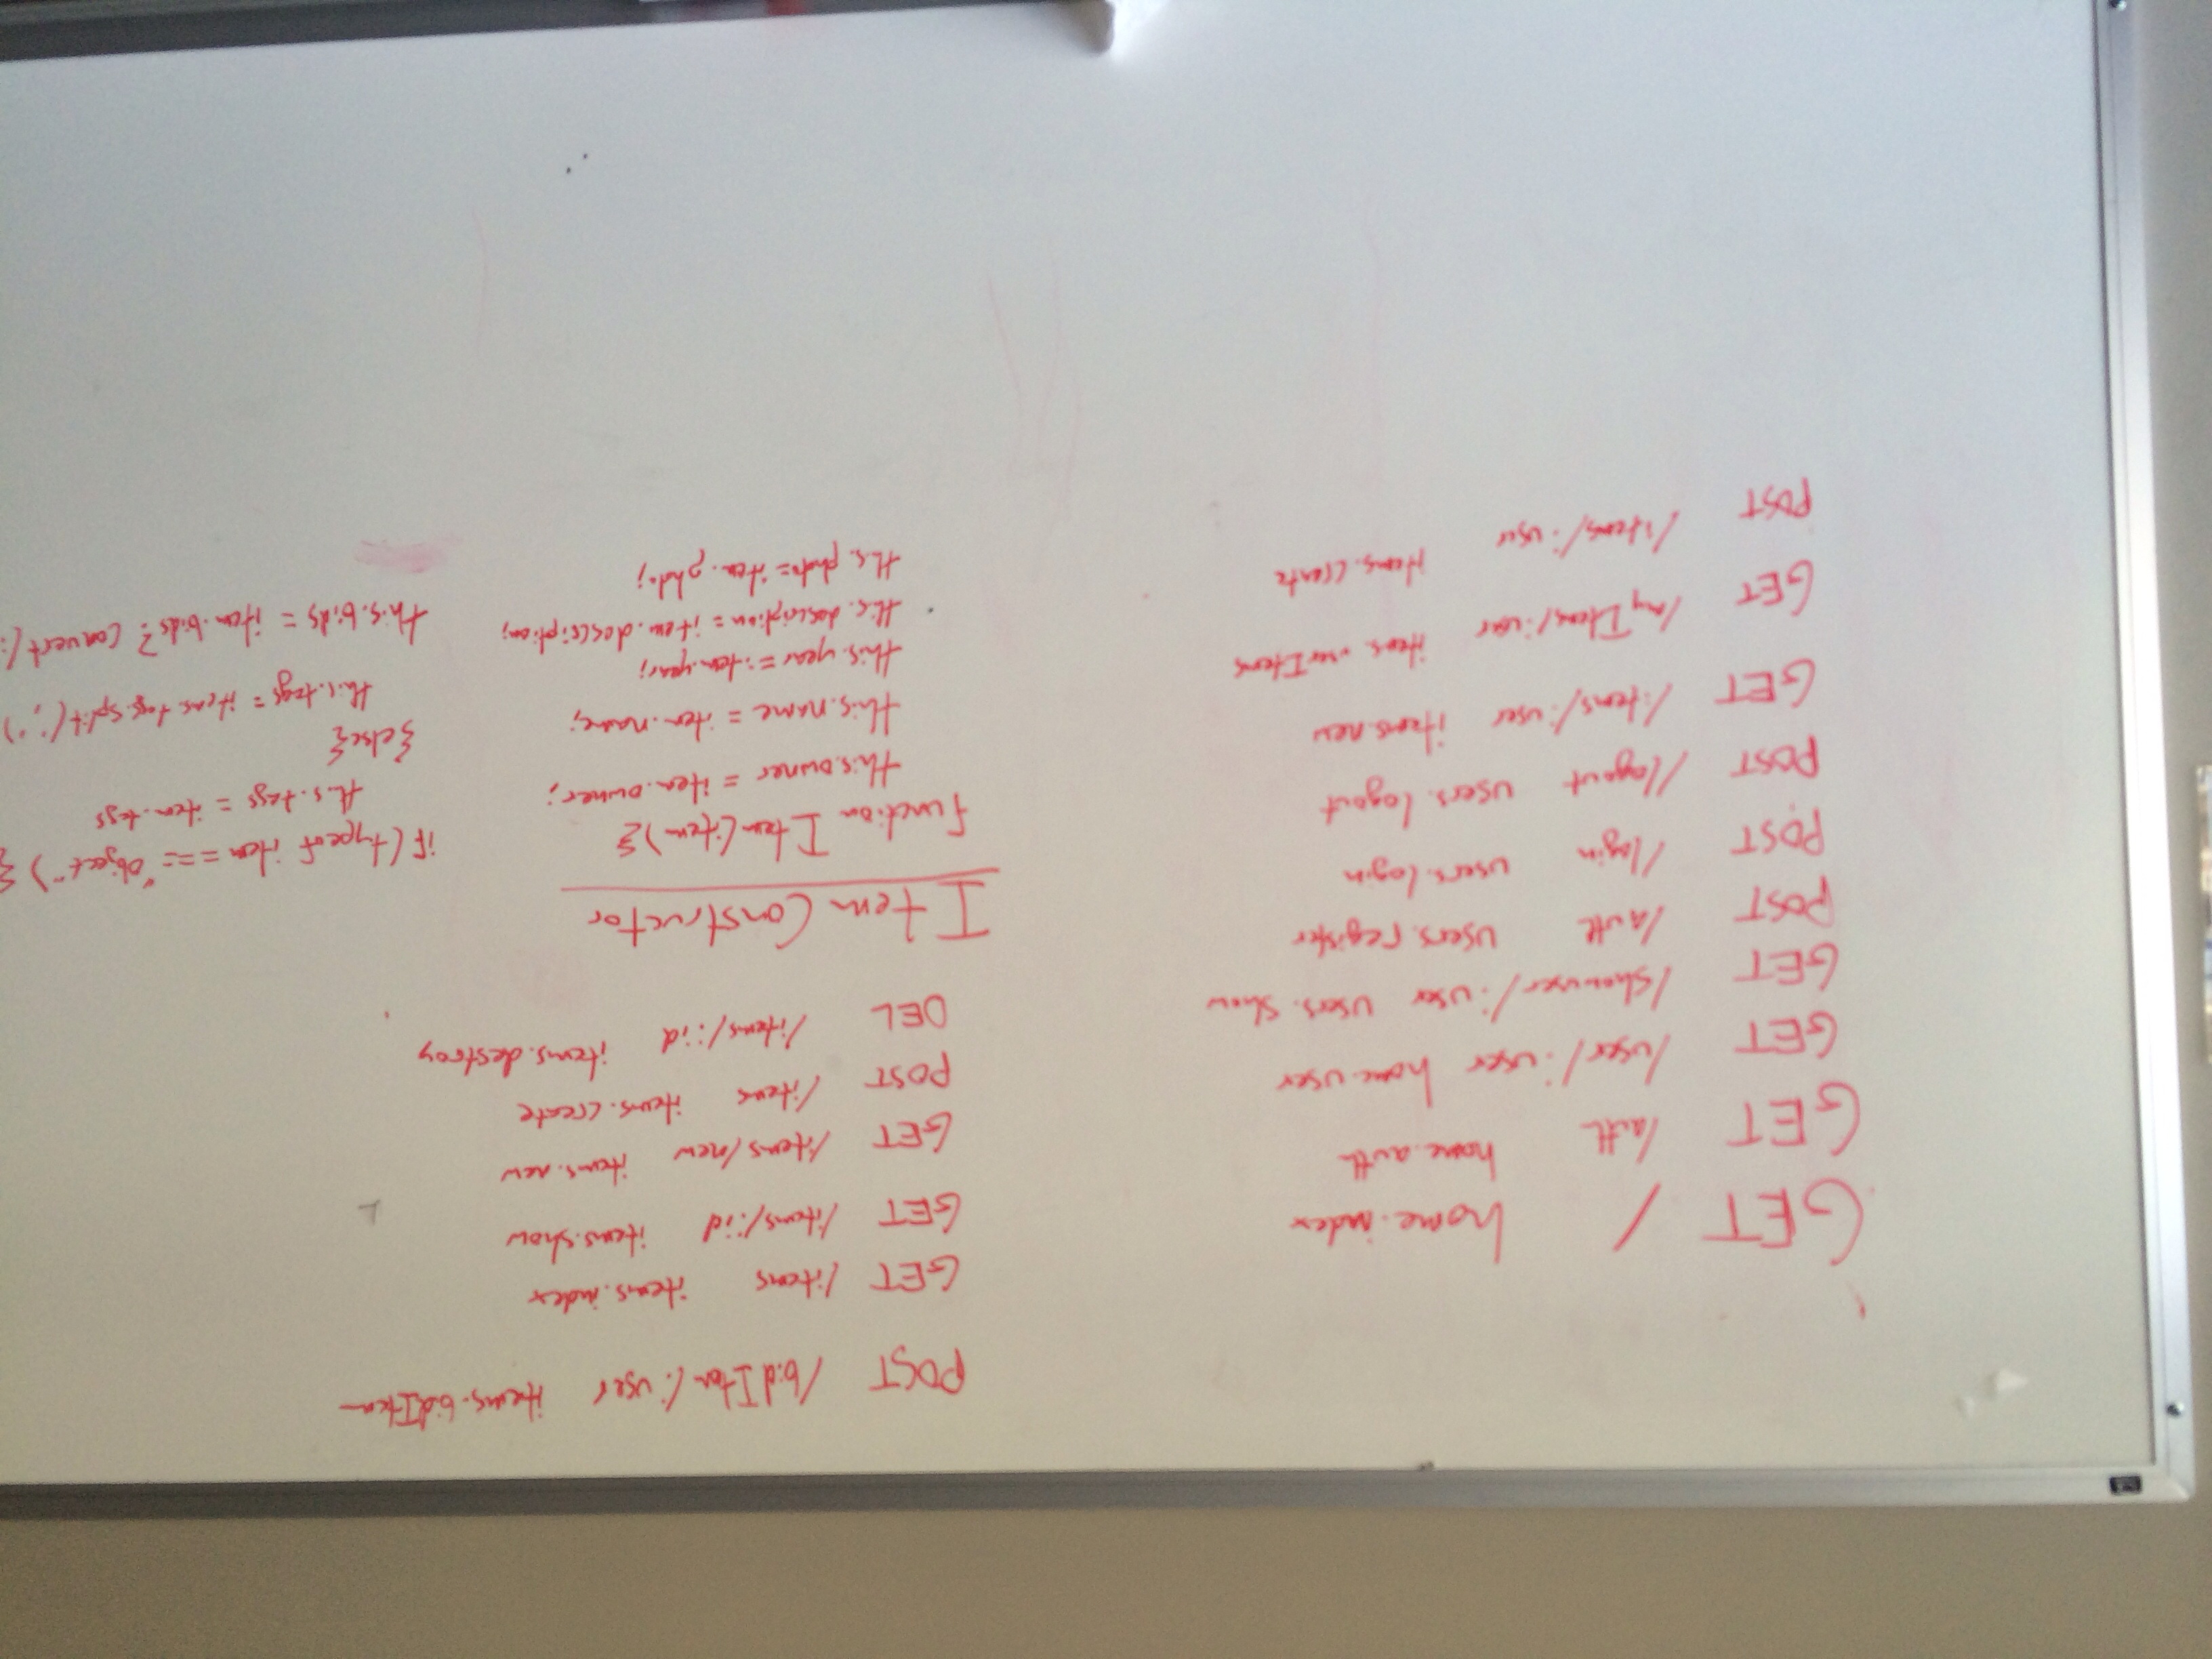 GET / home.index
GET /auth home.auth
GET /user/:user home.user
GET /showuser/:user users.show
POST /auth users.register
POST /login users.login
POST /logout users.logout
GET /items/:user items.new
GET /myItems/:user items.userItems
POST /items/:user items.create
POST /bidItem/:user items.bidItem
GET /items items.index
GET /items/:id items.show
GET /items/new items.new
POST /items items.create
DEL /items/:id items.destroy
Item Constructor
function Item(item){
this.owner = item.owner;
this.name = item.name;
this.year = item.year;
this.description = item.description;
this.photo = item.photo;
if (typeof item === "Object") {
this.tags = item.tags
}else{
this.tags = items.tags.split(',')
this.bids = item.bids? convert(